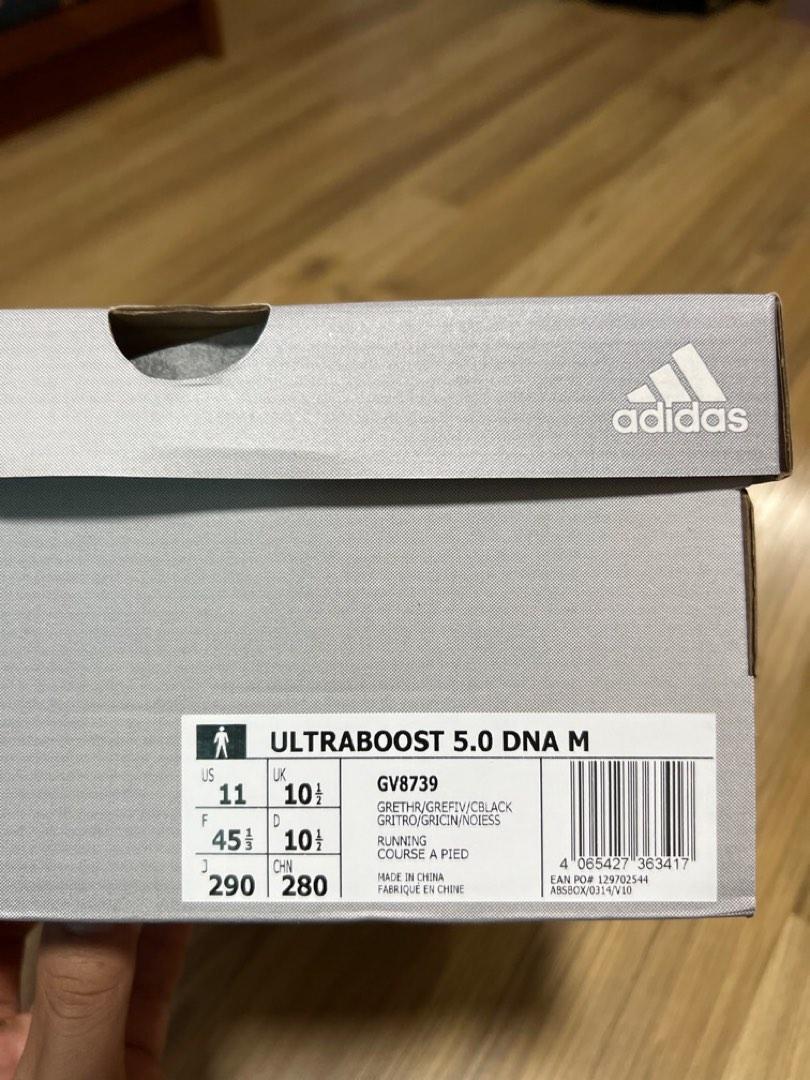 adidas
ULTRABOOST 5.0 DNA M
US 11
UK 10½
F 45⅓
D 10½
J 290
CHN 280
GV8739
GRETHR/GREFIV/CBLACK
GRITRO/GRICIN/NOIESS
RUNNING
COURSE A PIED
MADE IN CHINA
FABRIQUÉ EN CHINE
4 065427 363417
EAN PO# 129702544
ABSBOX/0314/V10